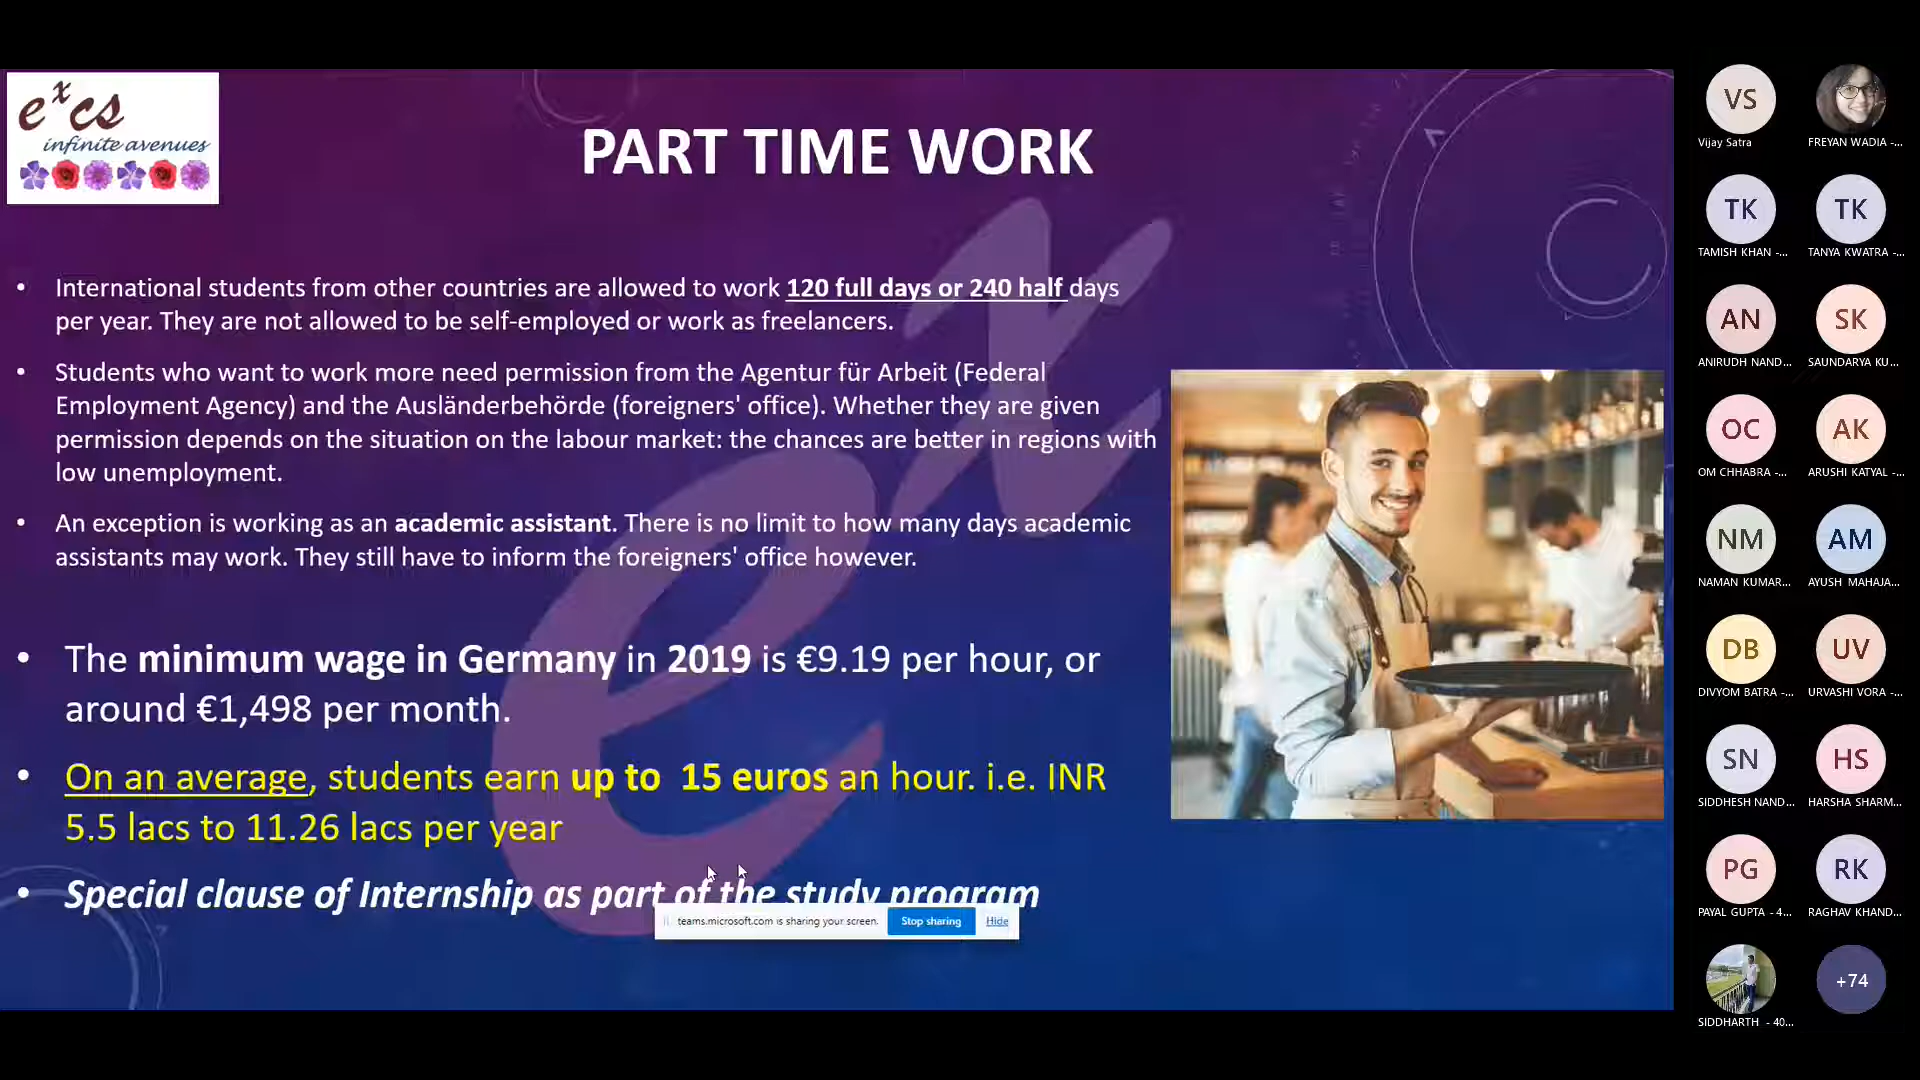 eˣcs
infinite avenues
PART TIME WORK
• International students from other countries are allowed to work 120 full days or 240 half days
per year. They are not allowed to be self-employed or work as freelancers.
• Students who want to work more need permission from the Agentur für Arbeit (Federal
Employment Agency) and the Ausländerbehörde (foreigners' office). Whether they are given
permission depends on the situation on the labour market: the chances are better in regions with
low unemployment.
• An exception is working as an academic assistant. There is no limit to how many days academic
assistants may work. They still have to inform the foreigners' office however.
• The minimum wage in Germany in 2019 is €9.19 per hour, or
around €1,498 per month.
• On an average, students earn up to 15 euros an hour. i.e. INR
5.5 lacs to 11.26 lacs per year
• Special clause of Internship as part of the study program
teams.microsoft.com is sharing your screen. Stop sharing Hide
VS
Vijay Satra
FREYAN WADIA -...
TK TK
TAMISH KHAN -... TANYA KWATRA -...
AN SK
ANIRUDH NAND... SAUNDARYA KU...
OC AK
OM CHHABRA -... ARUSHI KATYAL -...
NM AM
NAMAN KUMAR... AYUSH MAHAJA...
DB UV
DIVYOM BATRA -... URVASHI VORA -...
SN HS
SIDDHESH NAND... HARSHA SHARM...
PG RK
PAYAL GUPTA - 4... RAGHAV KHAND...
+74
SIDDHARTH - 40...